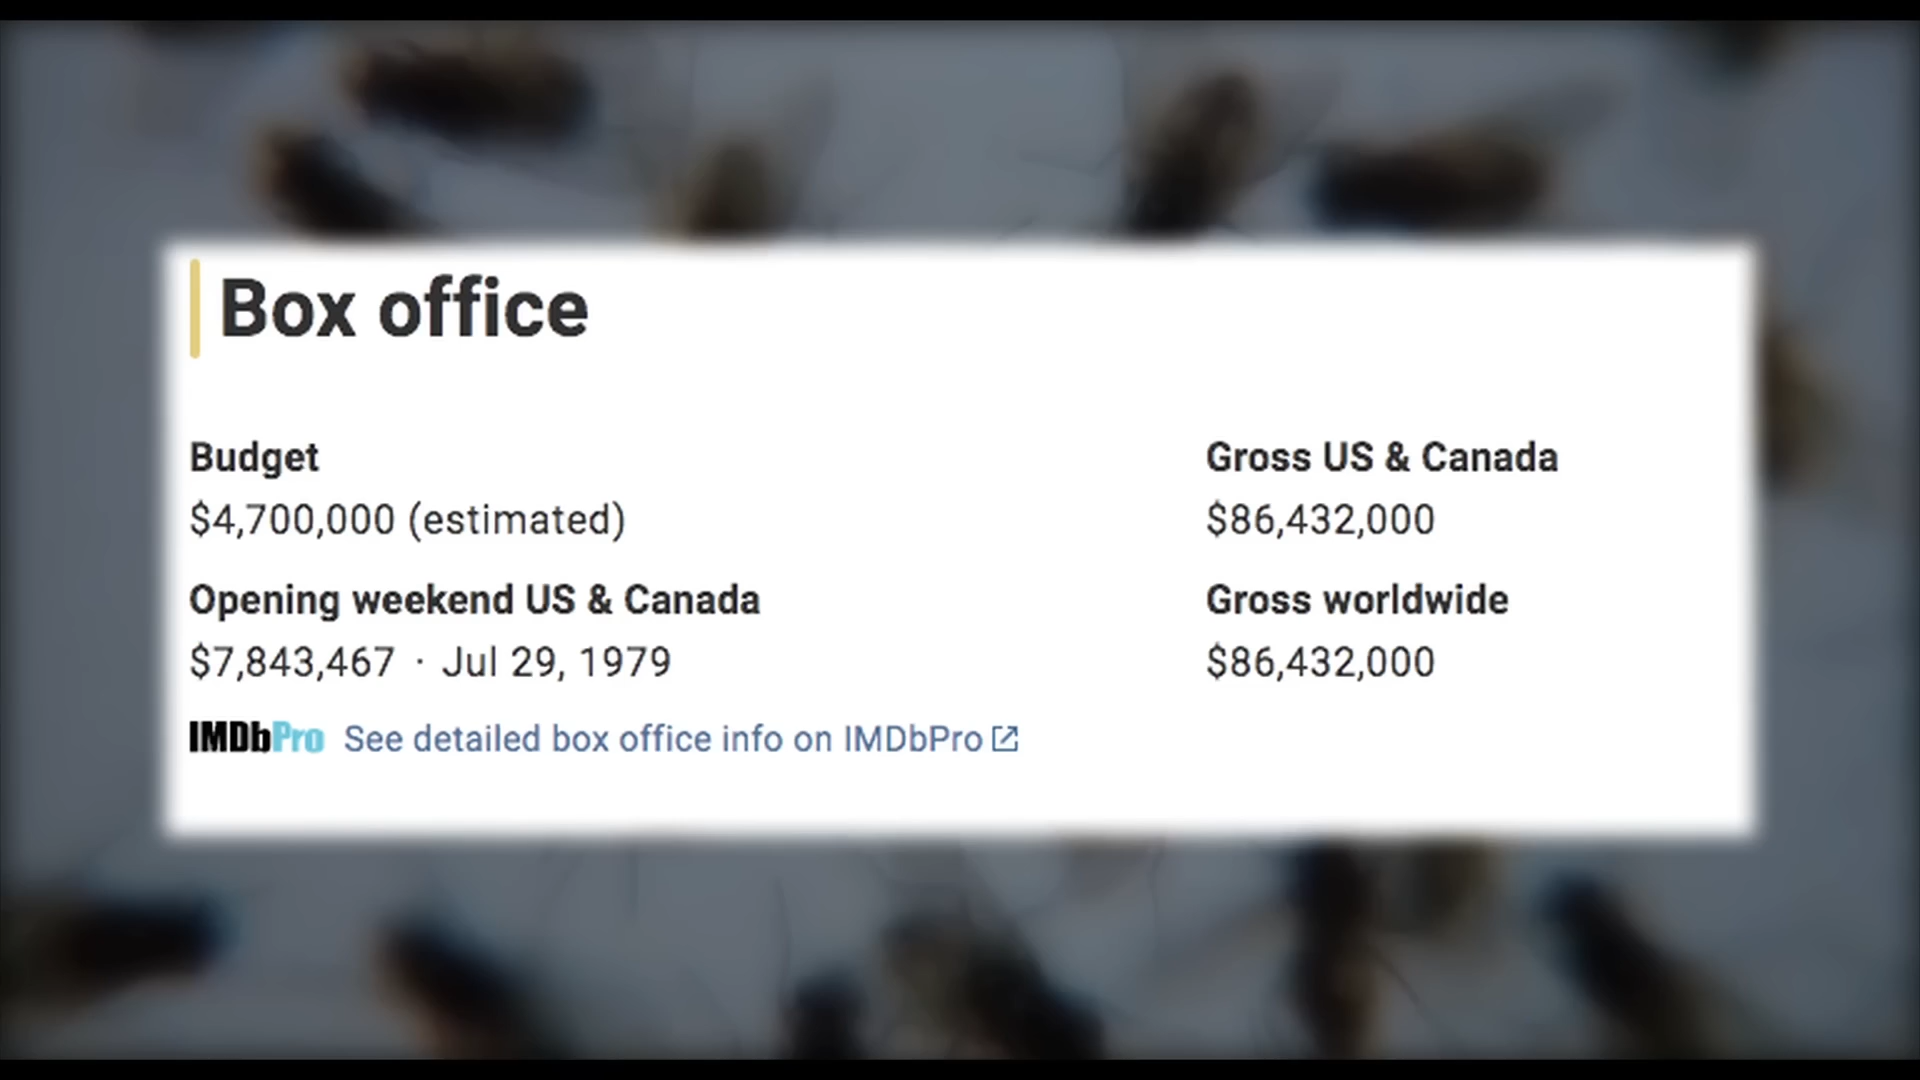 Box office
Budget
$4,700,000 (estimated)
Gross US & Canada
$86,432,000
Opening weekend US & Canada
$7,843,467 · Jul 29, 1979
Gross worldwide
$86,432,000
IMDbPro See detailed box office info on IMDbPro